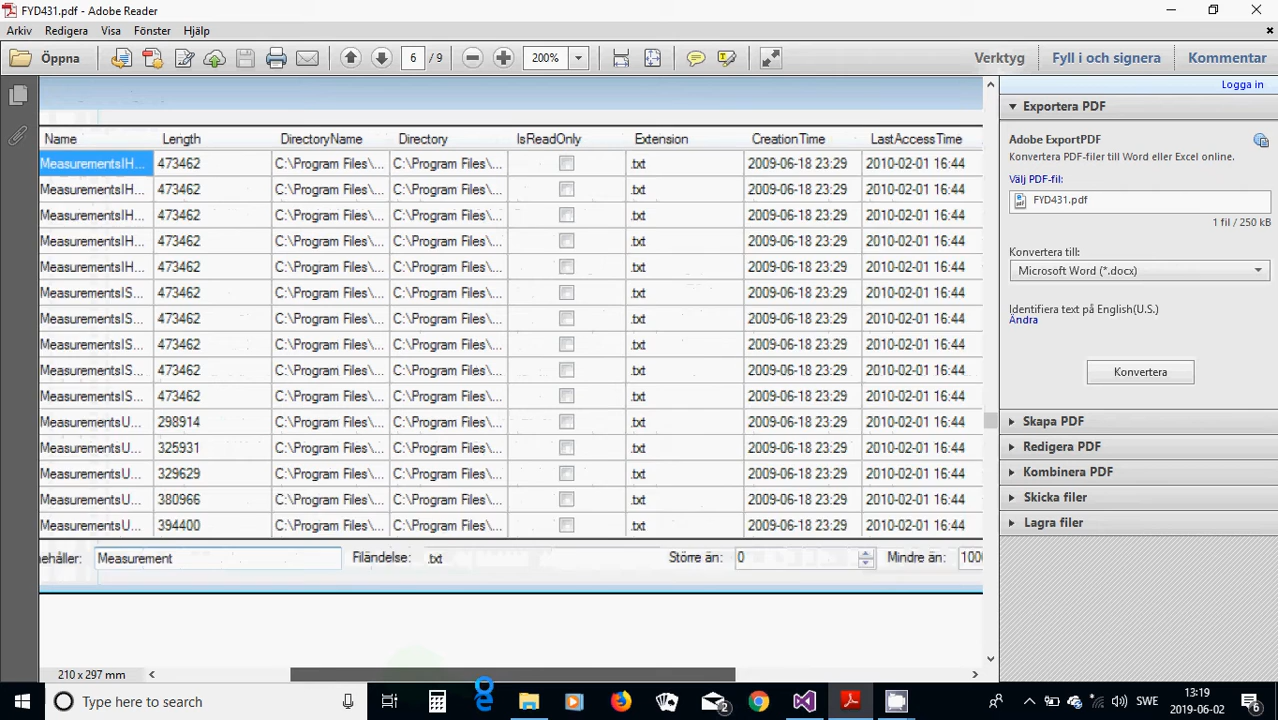 FYD431.pdf - Adobe Reader
Arkiv Redigera Visa Fönster Hjälp
Öppna 6 / 9 200% Verktyg Fyll i och signera Kommentar
Logga in
Name Length DirectoryName Directory IsReadOnly Extension CreationTime LastAccessTime
MeasurementsIH... 473462 C:\Program Files\... C:\Program Files\... .txt 2009-06-18 23:29 2010-02-01 16:44
MeasurementsIH... 473462 C:\Program Files\... C:\Program Files\... .txt 2009-06-18 23:29 2010-02-01 16:44
MeasurementsIH... 473462 C:\Program Files\... C:\Program Files\... .txt 2009-06-18 23:29 2010-02-01 16:44
MeasurementsIH... 473462 C:\Program Files\... C:\Program Files\... .txt 2009-06-18 23:29 2010-02-01 16:44
MeasurementsIH... 473462 C:\Program Files\... C:\Program Files\... .txt 2009-06-18 23:29 2010-02-01 16:44
MeasurementsIS... 473462 C:\Program Files\... C:\Program Files\... .txt 2009-06-18 23:29 2010-02-01 16:44
MeasurementsIS... 473462 C:\Program Files\... C:\Program Files\... .txt 2009-06-18 23:29 2010-02-01 16:44
MeasurementsIS... 473462 C:\Program Files\... C:\Program Files\... .txt 2009-06-18 23:29 2010-02-01 16:44
MeasurementsIS... 473462 C:\Program Files\... C:\Program Files\... .txt 2009-06-18 23:29 2010-02-01 16:44
MeasurementsIS... 473462 C:\Program Files\... C:\Program Files\... .txt 2009-06-18 23:29 2010-02-01 16:44
MeasurementsU... 298914 C:\Program Files\... C:\Program Files\... .txt 2009-06-18 23:29 2010-02-01 16:44
MeasurementsU... 325931 C:\Program Files\... C:\Program Files\... .txt 2009-06-18 23:29 2010-02-01 16:44
MeasurementsU... 329629 C:\Program Files\... C:\Program Files\... .txt 2009-06-18 23:29 2010-02-01 16:44
MeasurementsU... 380966 C:\Program Files\... C:\Program Files\... .txt 2009-06-18 23:29 2010-02-01 16:44
MeasurementsU... 394400 C:\Program Files\... C:\Program Files\... .txt 2009-06-18 23:29 2010-02-01 16:44
ehåller: Measurement Filändelse: .txt Större än: 0 Mindre än: 100
210 x 297 mm
Exportera PDF
Adobe ExportPDF
Konvertera PDF-filer till Word eller Excel online.
Välj PDF-fil:
FYD431.pdf
1 fil / 250 kB
Konvertera till:
Microsoft Word (*.docx)
Identifiera text på English(U.S.)
Ändra
Konvertera
Skapa PDF
Redigera PDF
Kombinera PDF
Skicka filer
Lagra filer
Type here to search 2 SWE 13:19
2019-06-02 6